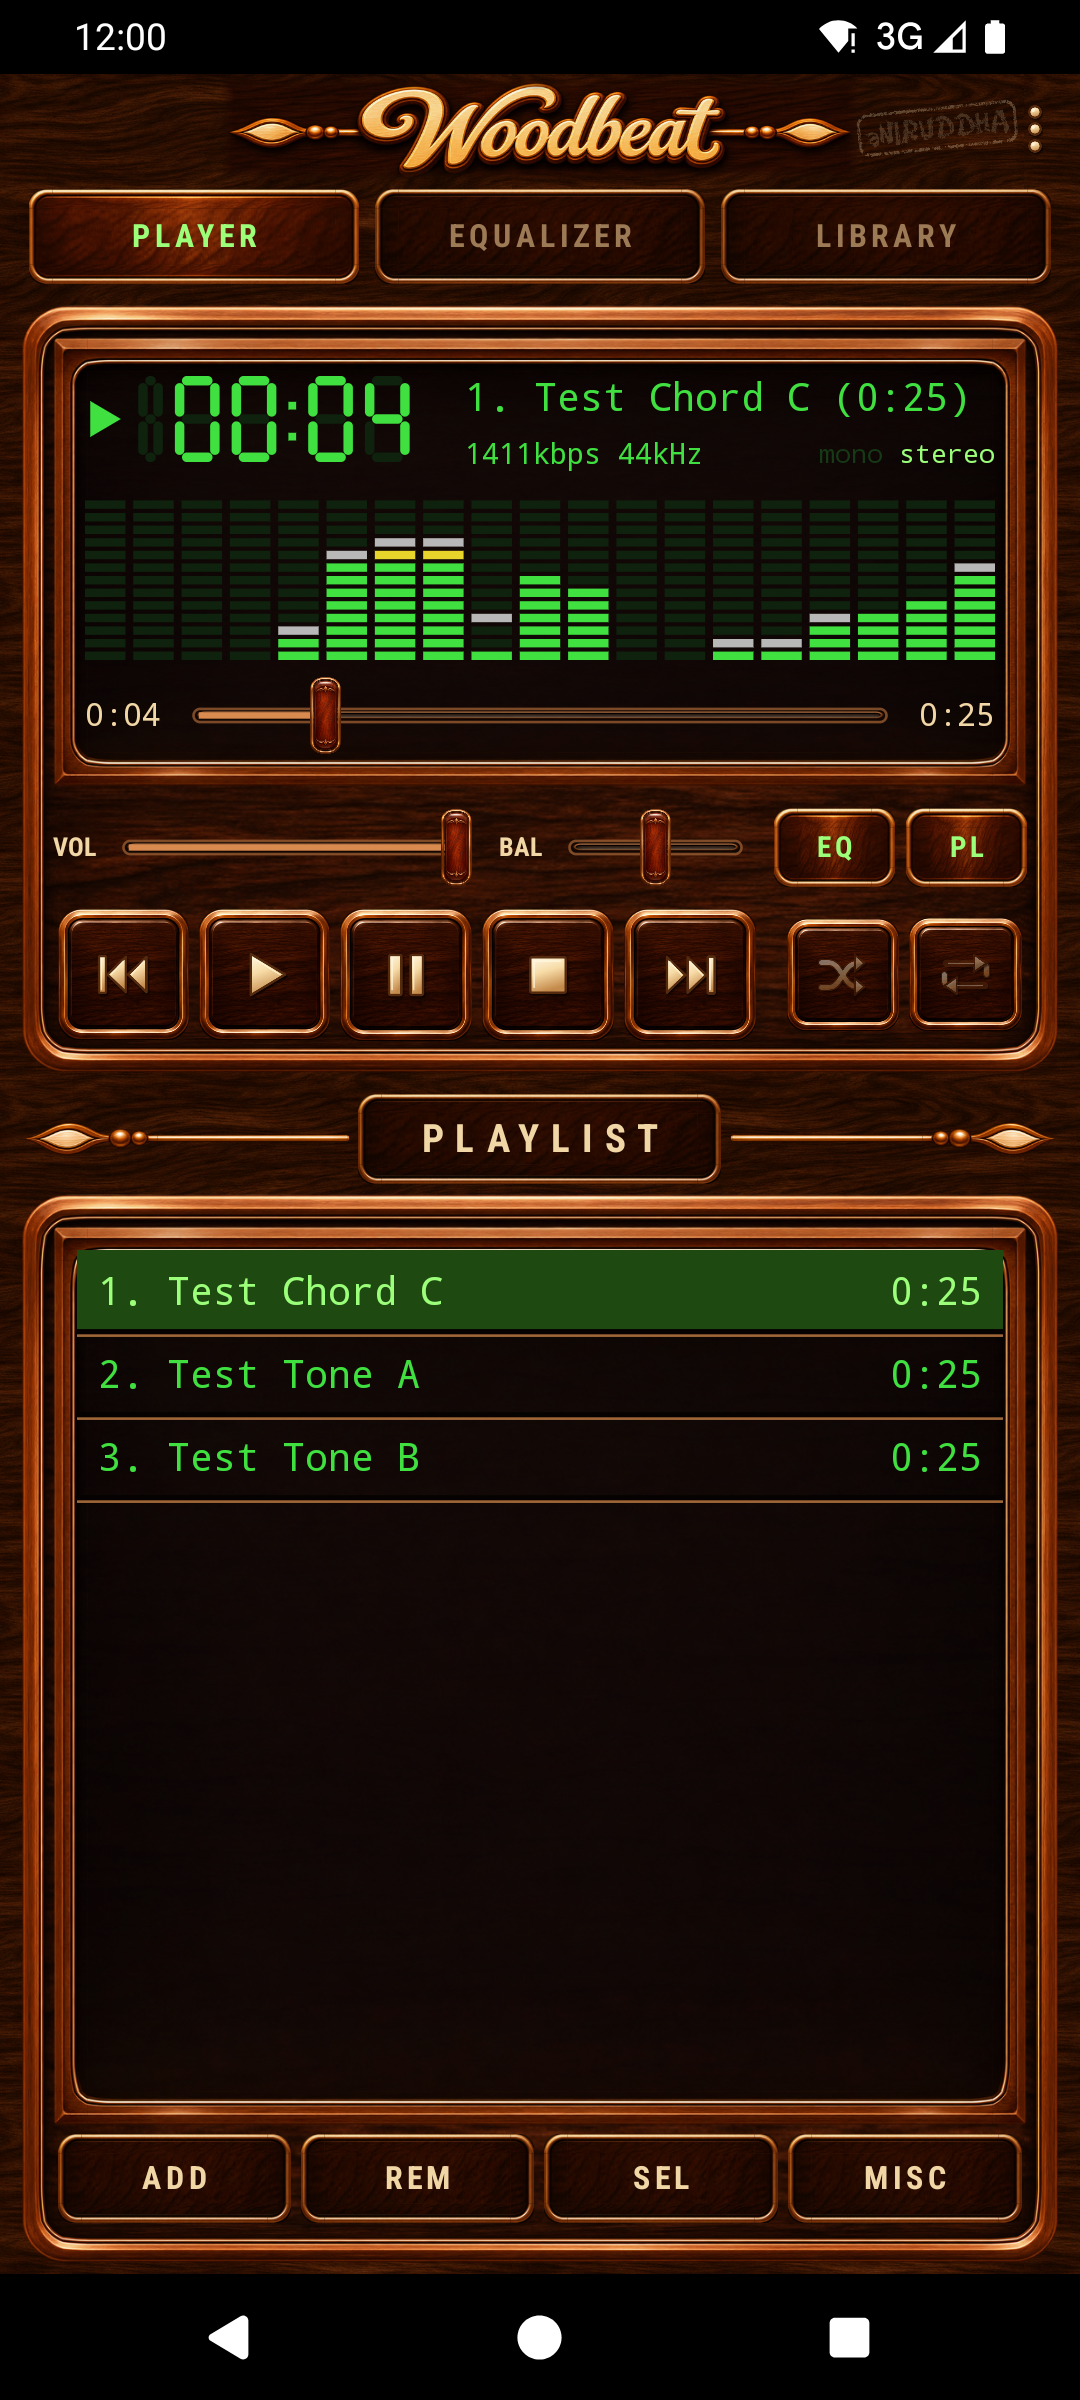 12:00 3G
Woodbeat
ANIRUDDHA
PLAYER EQUALIZER LIBRARY
00:04 1. Test Chord C (0:25)
1411kbps 44kHz mono stereo
0:04 0:25
VOL BAL EQ PL
PLAYLIST
1. Test Chord C 0:25
2. Test Tone A 0:25
3. Test Tone B 0:25
ADD REM SEL MISC